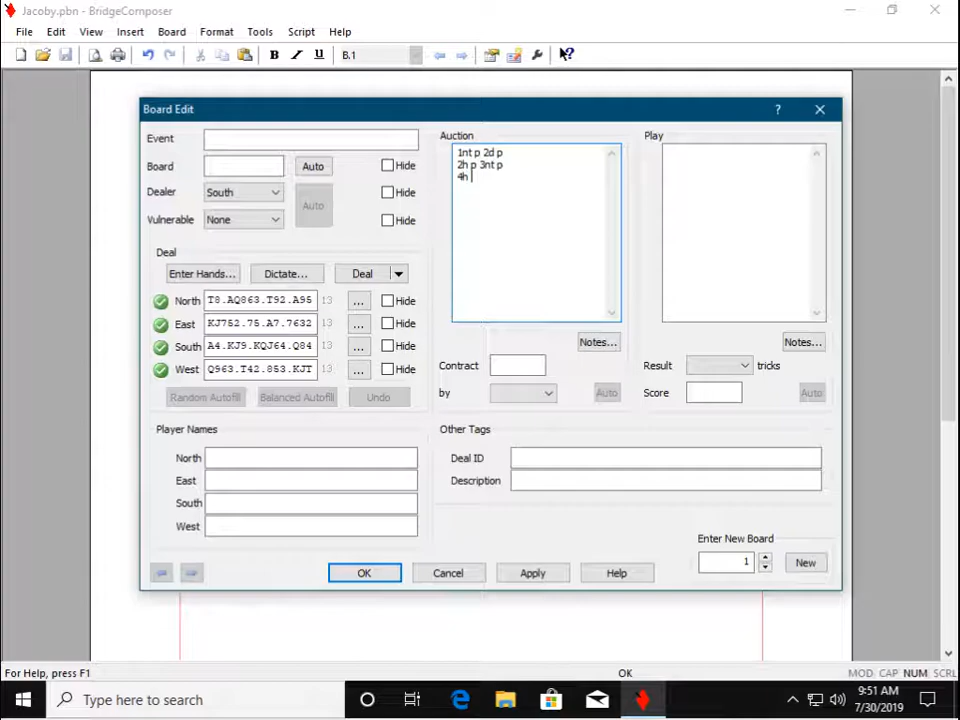 Jacoby.pbn - BridgeComposer
File Edit View Insert Board Format Tools Script Help
B I U B.1
Board Edit ?
Event
Board Auto Hide
Dealer South Auto Hide
Vulnerable None Hide
Deal
Enter Hands... Dictate... Deal
North T8.AQ863.T92.A95 13 ... Hide
East KJ752.75.A7.7632 13 ... Hide
South A4.KJ9.KQJ64.Q84 13 ... Hide
West Q963.T42.853.KJT 13 ... Hide
Random Autofill Balanced Autofill Undo
Player Names
North
East
South
West
Auction
1nt p 2d p
2h p 3nt p
4h
Notes...
Contract
by Auto
Play
Notes...
Result tricks
Score Auto
Other Tags
Deal ID
Description
Enter New Board
1 New
OK Cancel Apply Help
For Help, press F1 OK MOD CAP NUM SCRL
Type here to search
9:51 AM
7/30/2019